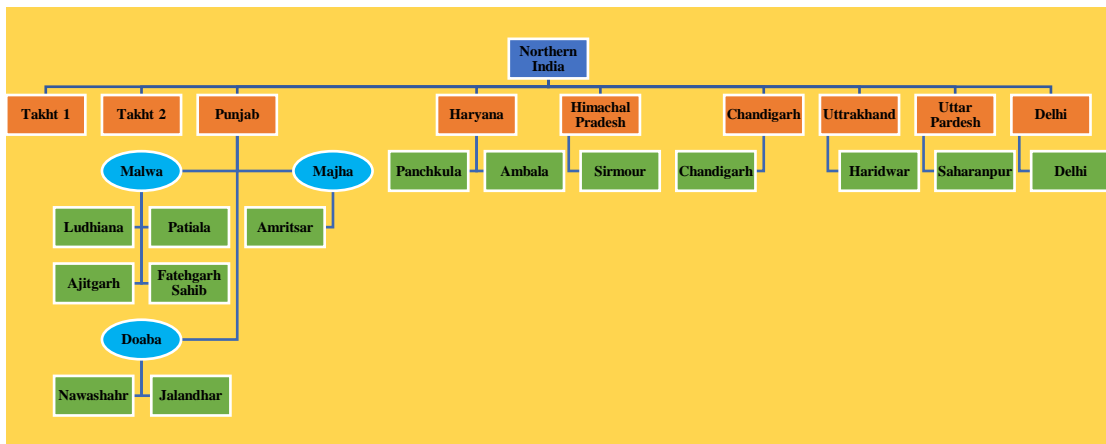 Northern
India
Takht 1
Takht 2
Punjab
Haryana
Himachal
Pradesh
Chandigarh
Uttrakhand
Uttar
Pardesh
Delhi
Malwa
Majha
Panchkula
Ambala
Sirmour
Chandigarh
Haridwar
Saharanpur
Delhi
Ludhiana
Patiala
Amritsar
Ajitgarh
Fatehgarh
Sahib
Doaba
Nawashahr
Jalandhar